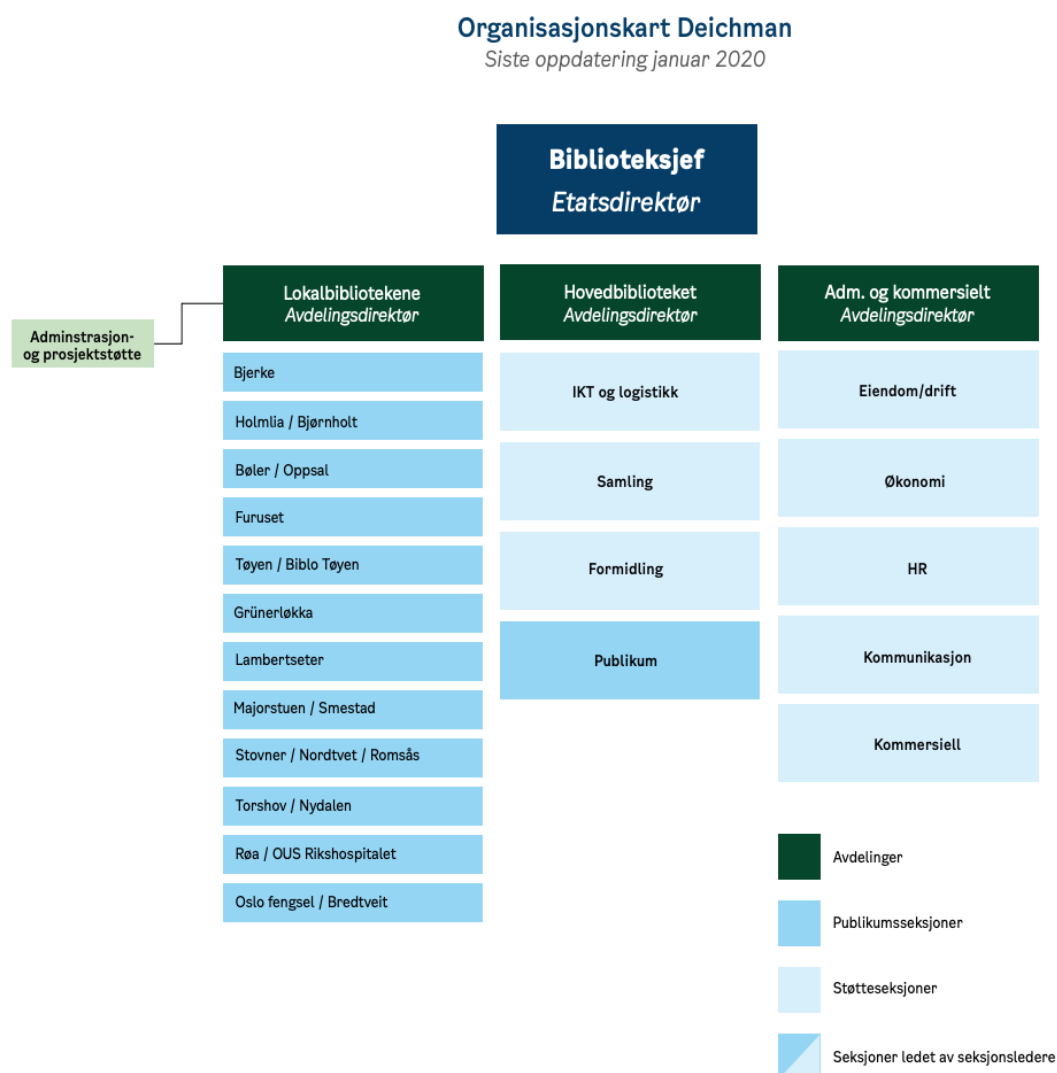 Organisasjonskart Deichman
Siste oppdatering januar 2020
Biblioteksjef
Etatsdirektør
Adminstrasjon-
og prosjektstøtte
Lokalbibliotekene
Avdelingsdirektør
Bjerke
Holmlia / Bjørnholt
Bøler / Oppsal
Furuset
Tøyen / Biblo Tøyen
Grünerløkka
Lambertseter
Majorstuen / Smestad
Stovner / Nordtvet / Romsås
Torshov / Nydalen
Røa / OUS Rikshospitalet
Oslo fengsel / Bredtveit
Hovedbiblioteket
Avdelingsdirektør
IKT og logistikk
Samling
Formidling
Publikum
Adm. og kommersielt
Avdelingsdirektør
Eiendom/drift
Økonomi
HR
Kommunikasjon
Kommersiell
Avdelinger
Publikumsseksjoner
Støtteseksjoner
Seksjoner ledet av seksjonsledere